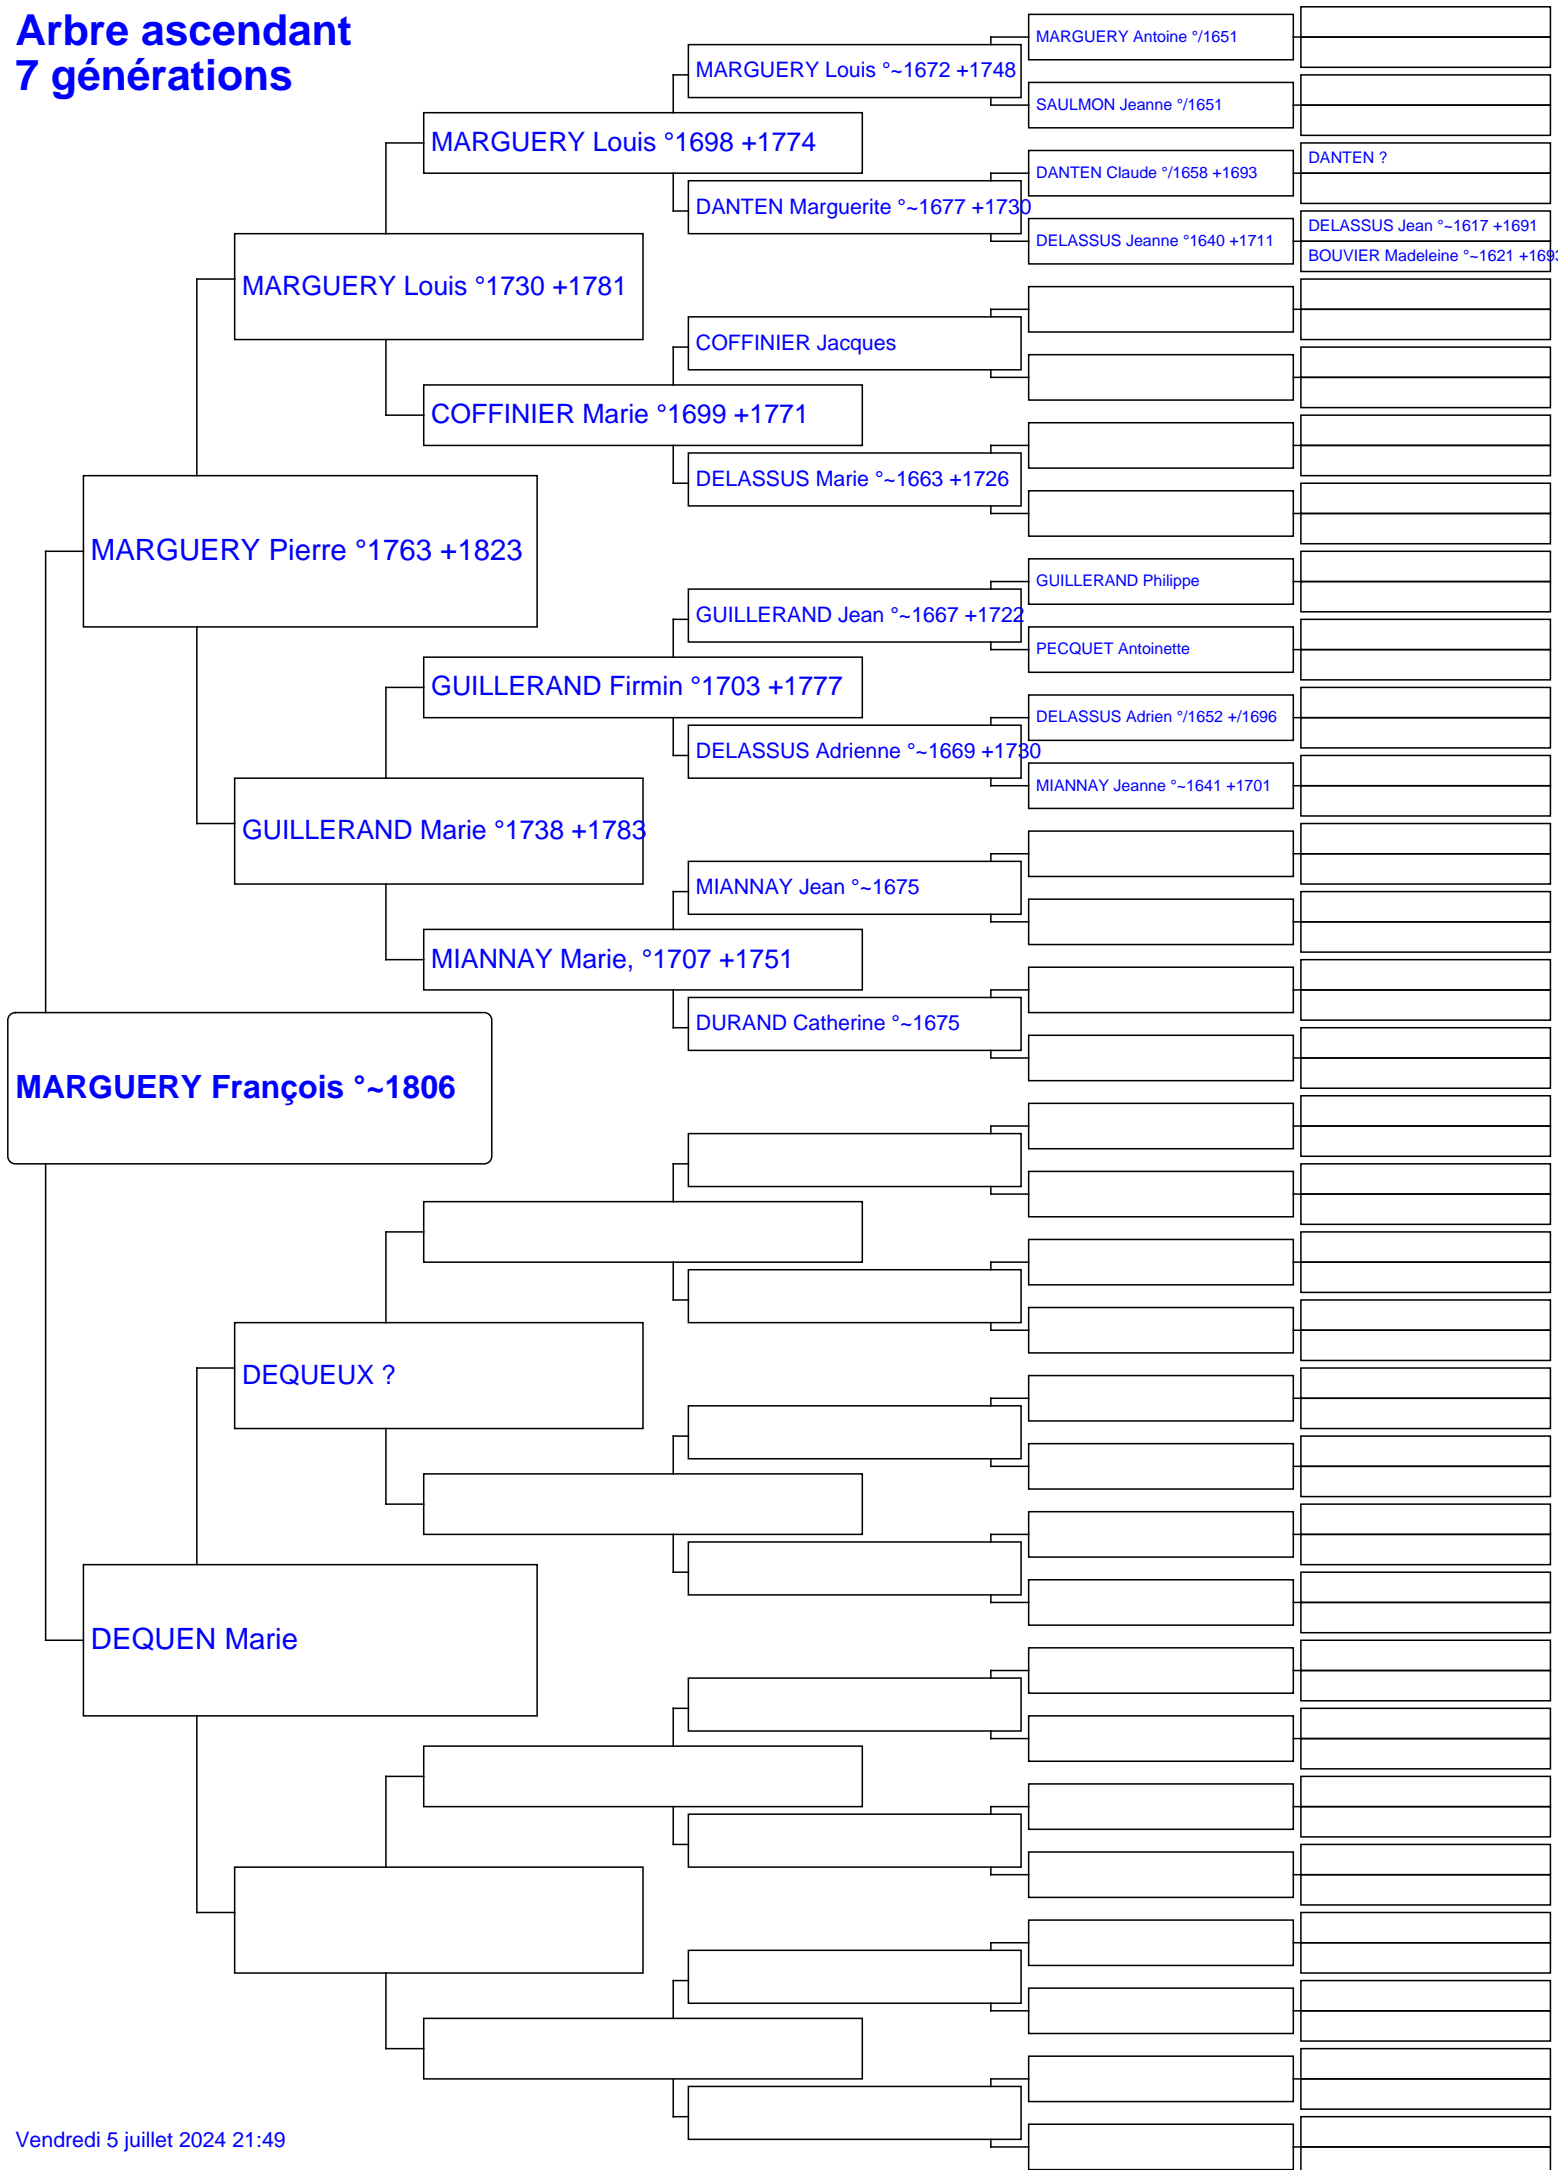 Arbre ascendant
7 générations
MARGUERY Antoine °/1651
MARGUERY Louis °~1672 +1748
SAULMON Jeanne °/1651
MARGUERY Louis °1698 +1774
DANTEN ?
DANTEN Claude °/1658 +1693
DANTEN Marguerite °~1677 +1730
DELASSUS Jean °~1617 +1691
DELASSUS Jeanne °1640 +1711
BOUVIER Madeleine °~1621 +1693
MARGUERY Louis °1730 +1781
COFFINIER Jacques
COFFINIER Marie °1699 +1771
DELASSUS Marie °~1663 +1726
MARGUERY Pierre °1763 +1823
GUILLERAND Philippe
GUILLERAND Jean °~1667 +1722
PECQUET Antoinette
GUILLERAND Firmin °1703 +1777
DELASSUS Adrien °/1652 +/1696
DELASSUS Adrienne °~1669 +1730
MIANNAY Jeanne °~1641 +1701
GUILLERAND Marie °1738 +1783
MIANNAY Jean °~1675
MIANNAY Marie, °1707 +1751
DURAND Catherine °~1675
MARGUERY François °~1806
DEQUEUX ?
DEQUEN Marie
Vendredi 5 juillet 2024 21:49